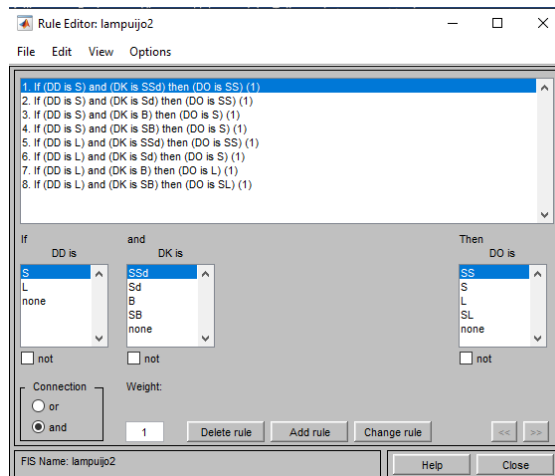 Rule Editor: lampuijo2
File Edit View Options
1. If (DD is S) and (DK is SSd) then (DO is SS) (1)
2. If (DD is S) and (DK is Sd) then (DO is SS) (1)
3. If (DD is S) and (DK is B) then (DO is S) (1)
4. If (DD is S) and (DK is SB) then (DO is S) (1)
5. If (DD is L) and (DK is SSd) then (DO is SS) (1)
6. If (DD is L) and (DK is Sd) then (DO is S) (1)
7. If (DD is L) and (DK is B) then (DO is L) (1)
8. If (DD is L) and (DK is SB) then (DO is SL) (1)
If and Then
DD is DK is DO is
S SSd SS
L Sd S
none B L
SB SL
none none
not not not
Connection Weight:
or
and 1 Delete rule Add rule Change rule << >>
FIS Name: lampuijo2 Help Close